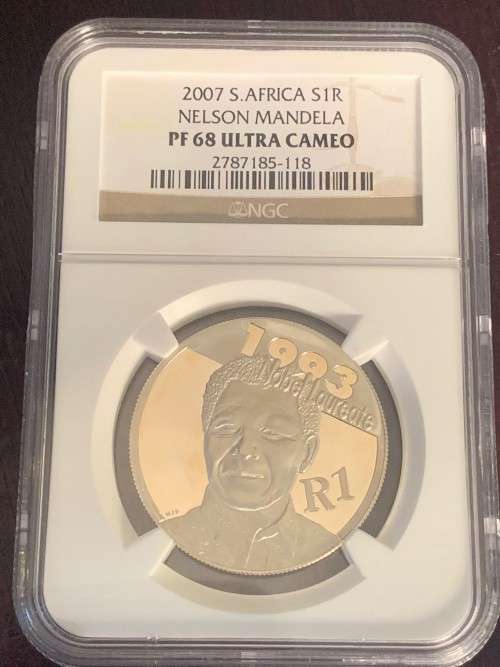 2007 S.AFRICA S1R
NELSON MANDELA
PF 68 ULTRA CAMEO
2787185-118
NGC
1993
Nobel Laureate
R1